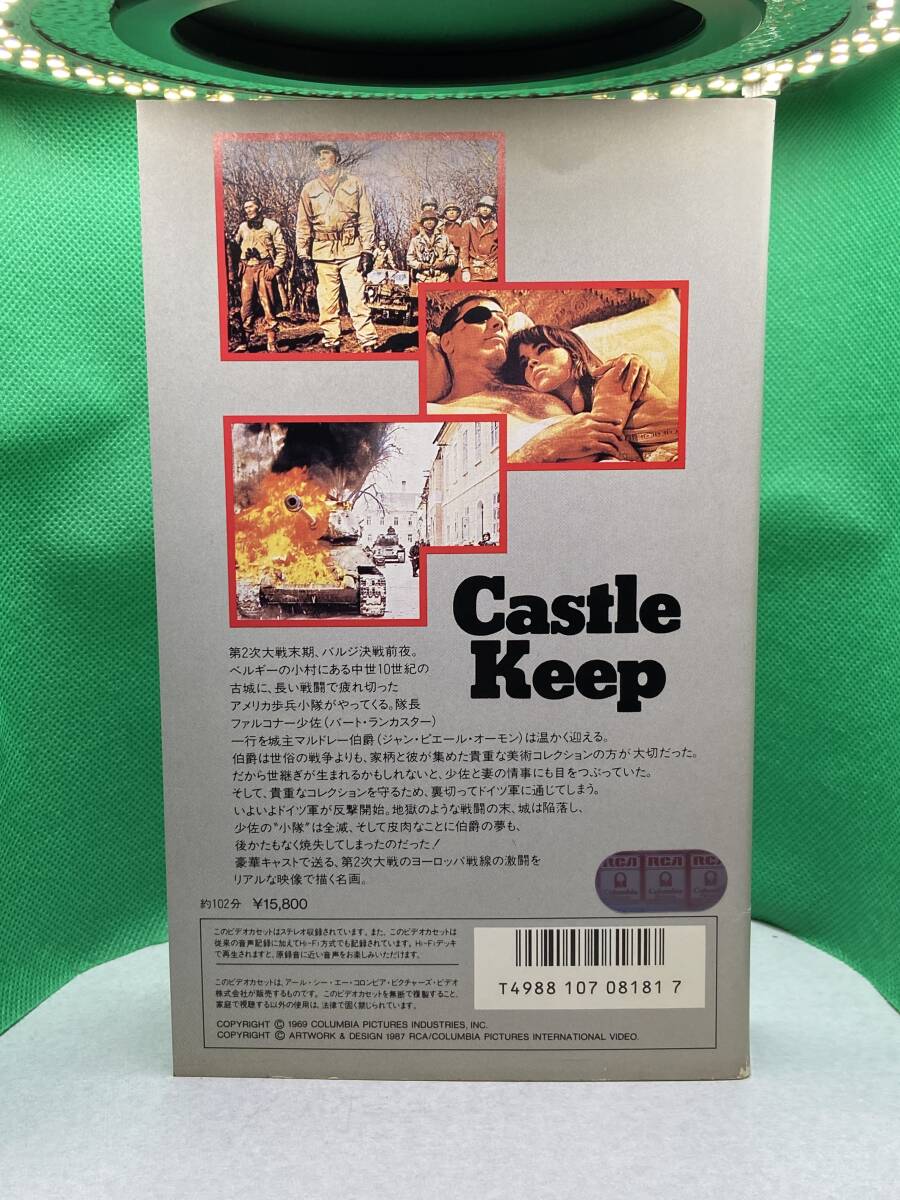 Castle
Keep
第2次大戦末期、バルジ決戦前夜。
ベルギーの小村にある中世10世紀の
古城に、長い戦闘で疲れ切った
アメリカ歩兵小隊がやってくる。隊長
ファルコナー少佐(バート・ランカスター)
一行を城主マルドレー伯爵(ジャン・ピエール・オーモン)は温かく迎える。
伯爵は世俗の戦争よりも、家柄と彼が集めた貴重な美術コレクションの方が大切だった。
だから世継ぎが生まれるかもしれないと、少佐と妻の情事にも目をつぶっていた。
そして、貴重なコレクションを守るため、裏切ってドイツ軍に通じてしまう。
いよいよドイツ軍が反撃開始。地獄のような戦闘の末、城は陥落し、
少佐の"小隊"は全滅、そして皮肉なことに伯爵の夢も、
後かたもなく焼失してしまったのだった!
豪華キャストで送る、第2次大戦のヨーロッパ戦線の激闘を
リアルな映像で描く名画。
RCA RCA RCA
Columbia Columbia Columbia
約102分 ¥15,800
このビデオカセットはステレオ収録されています。また、このビデオカセットは
従来の音声記録に加えてHi-Fi方式でも記録されています。Hi-Fiデッキ
で再生されますと、原録音に近い音声をお楽しみいただけます。
このビデオカセットは、アール・シー・エー・コロンビア・ピクチャーズ・ビデオ
株式会社が販売するものです。このビデオカセットを無断で複製すること、
家庭で視聴する以外の使用は、法律で固く禁じられています。
T4988 107 08181 7
COPYRIGHT © 1969 COLUMBIA PICTURES INDUSTRIES, INC.
COPYRIGHT © ARTWORK & DESIGN 1987 RCA/COLUMBIA PICTURES INTERNATIONAL VIDEO.